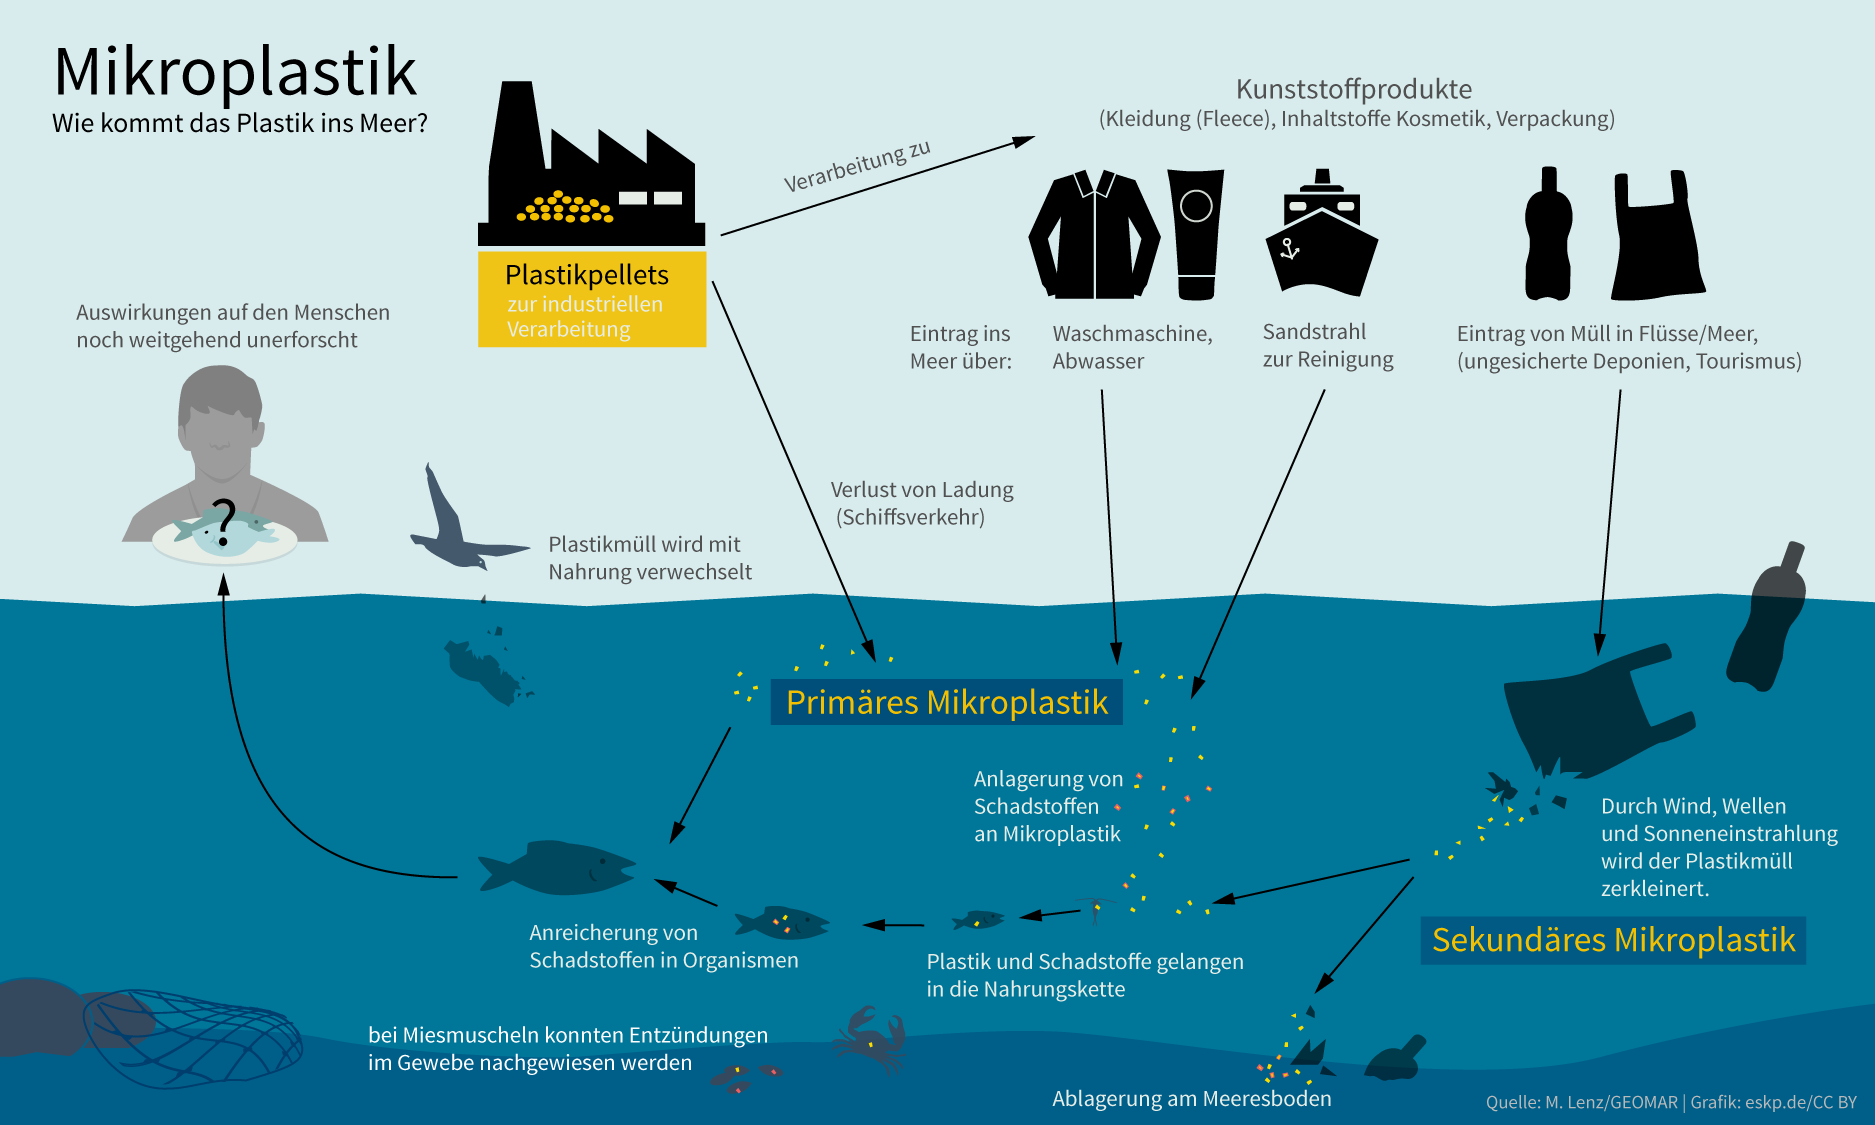 Mikroplastik
Wie kommt das Plastik ins Meer?
Kunststoffprodukte
(Kleidung (Fleece), Inhaltstoffe Kosmetik, Verpackung)
Verarbeitung zu
Plastikpellets
zur industriellen
Verarbeitung
Auswirkungen auf den Menschen
noch weitgehend unerforscht
?
Eintrag ins
Meer über:
Waschmaschine,
Abwasser
Sandstrahl
zur Reinigung
Eintrag von Müll in Flüsse/Meer,
(ungesicherte Deponien, Tourismus)
Verlust von Ladung
(Schiffsverkehr)
Plastikmüll wird mit
Nahrung verwechselt
Primäres Mikroplastik
Anlagerung von
Schadstoffen
an Mikroplastik
Durch Wind, Wellen
und Sonneneinstrahlung
wird der Plastikmüll
zerkleinert.
Sekundäres Mikroplastik
Anreicherung von
Schadstoffen in Organismen
Plastik und Schadstoffe gelangen
in die Nahrungskette
bei Miesmuscheln konnten Entzündungen
im Gewebe nachgewiesen werden
Ablagerung am Meeresboden
Quelle: M. Lenz/GEOMAR | Grafik: eskp.de/CC BY